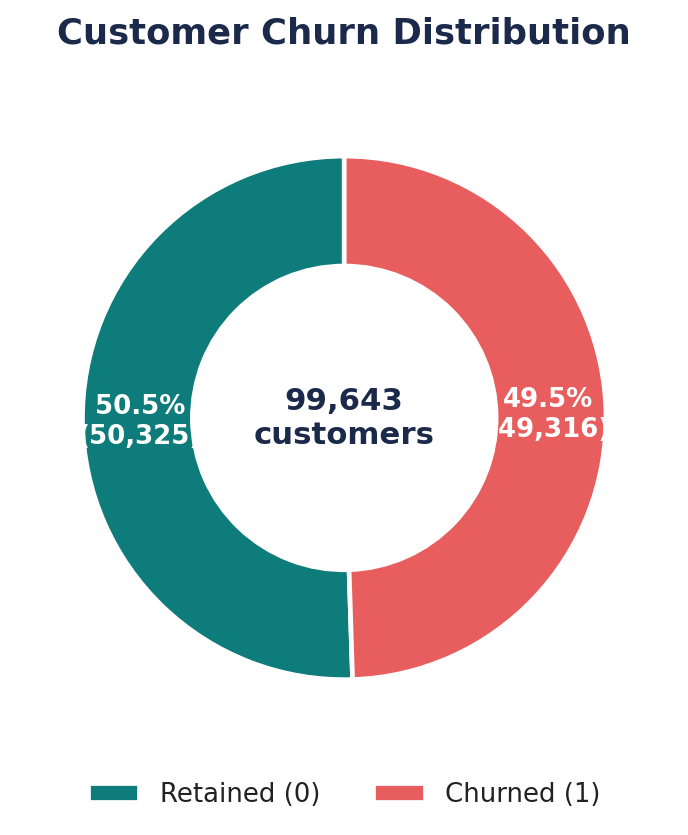 Customer Churn Distribution
50.5%
(50,325)
99,643
customers
49.5%
(49,316)
Retained (0)
Churned (1)